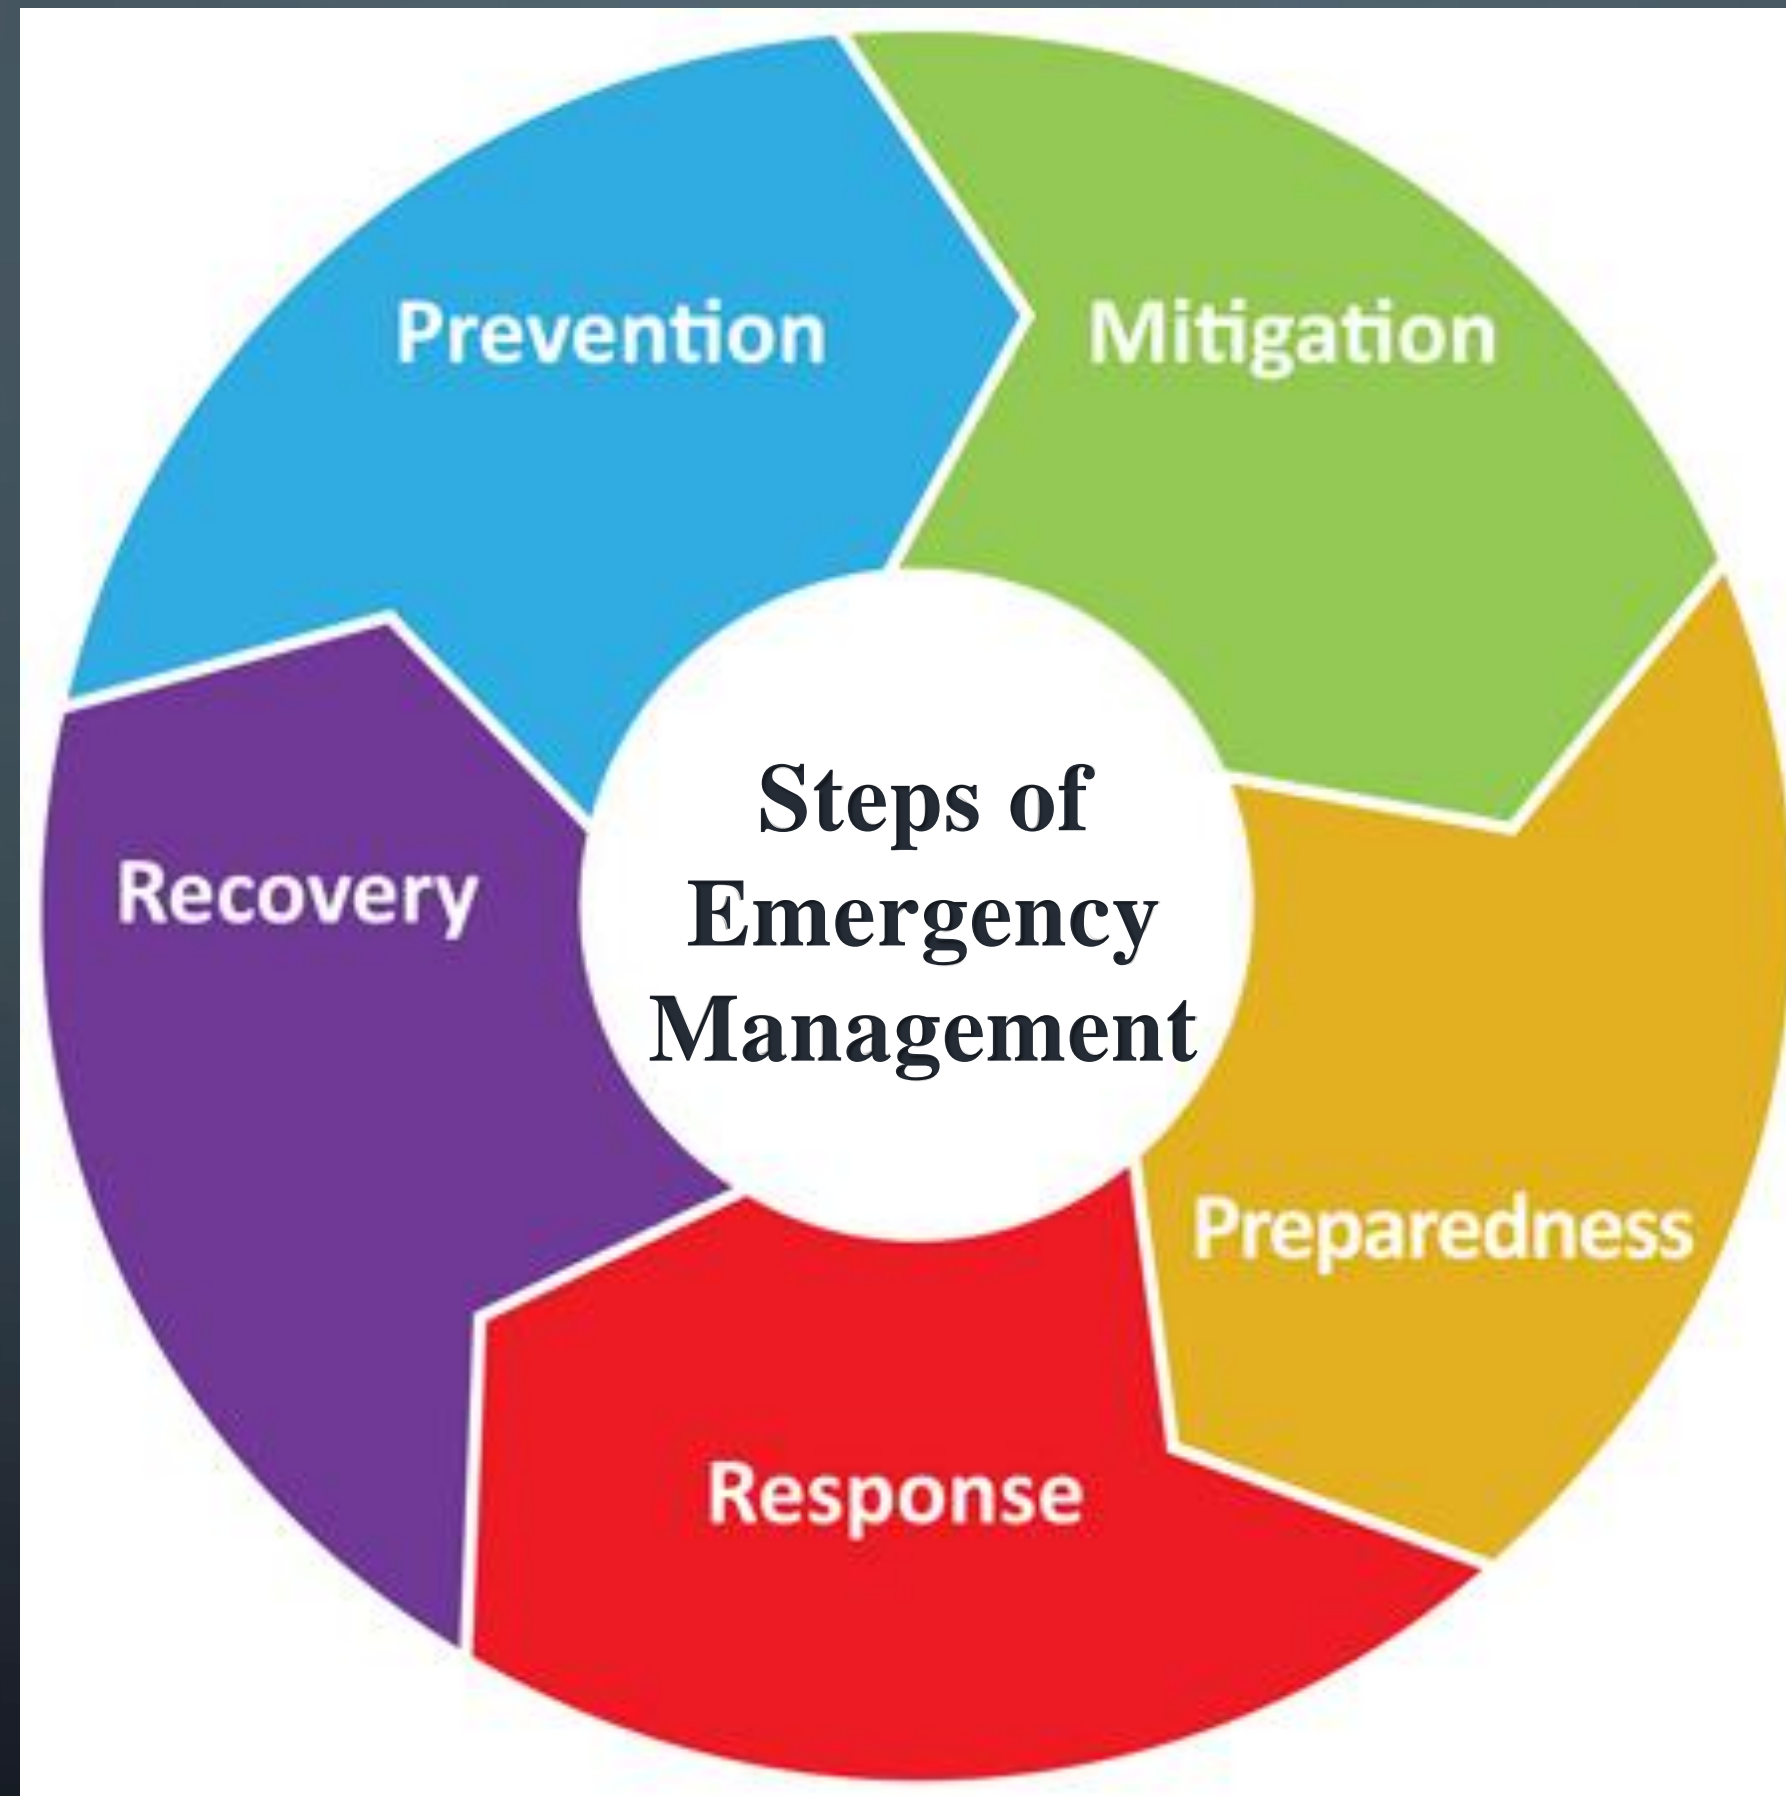 Prevention
Mitigation
Steps of
Emergency
Management
Recovery
Preparedness
Response